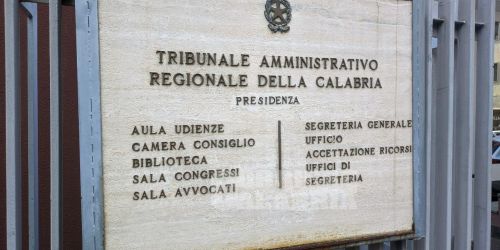 TRIBUNALE AMMINISTRATIVO
REGIONALE DELLA CALABRIA
PRESIDENZA
AULA UDIENZE
CAMERA CONSIGLIO
BIBLIOTECA
SALA CONGRESSI
SALA AVVOCATI
SEGRETERIA GENERALE
UFFICIO
ACCETTAZIONE RICORSI
UFFICI DI
SEGRETERIA